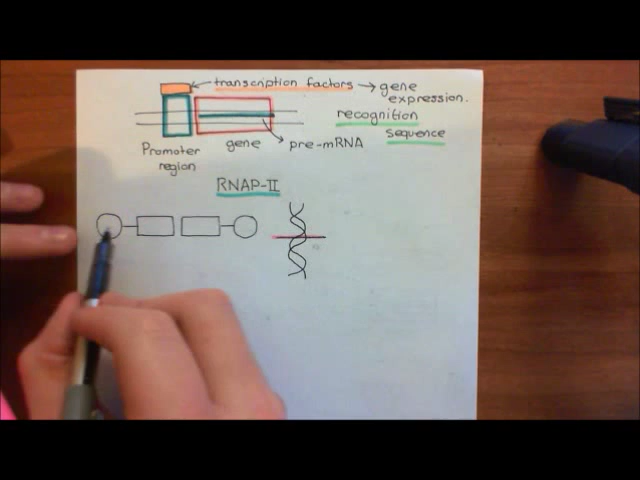 transcription factors → gene
expression.
recognition
sequence
Promoter
region
gene
pre-mRNA
RNAP-II